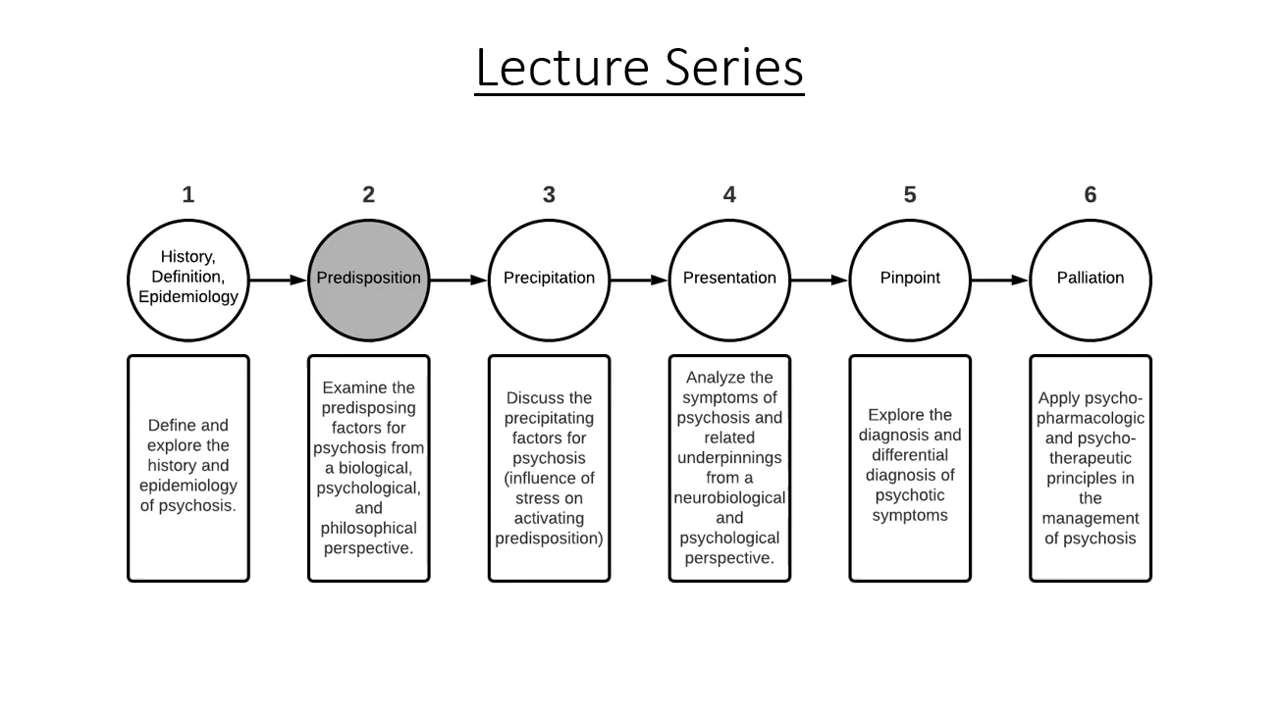 Lecture Series
1
2
3
4
5
6
History,
Definition,
Epidemiology
Predisposition
Precipitation
Presentation
Pinpoint
Palliation
Define and
explore the
history and
epidemiology
of psychosis.
Examine the
predisposing
factors for
psychosis from
a biological,
psychological,
and
philosophical
perspective.
Discuss the
precipitating
factors for
psychosis
(influence of
stress on
activating
predisposition)
Analyze the
symptoms of
psychosis and
related
underpinnings
from a
neurobiological
and
psychological
perspective.
Explore the
diagnosis and
differential
diagnosis of
psychotic
symptoms
Apply psycho-
pharmacologic
and psycho-
therapeutic
principles in
the
management
of psychosis